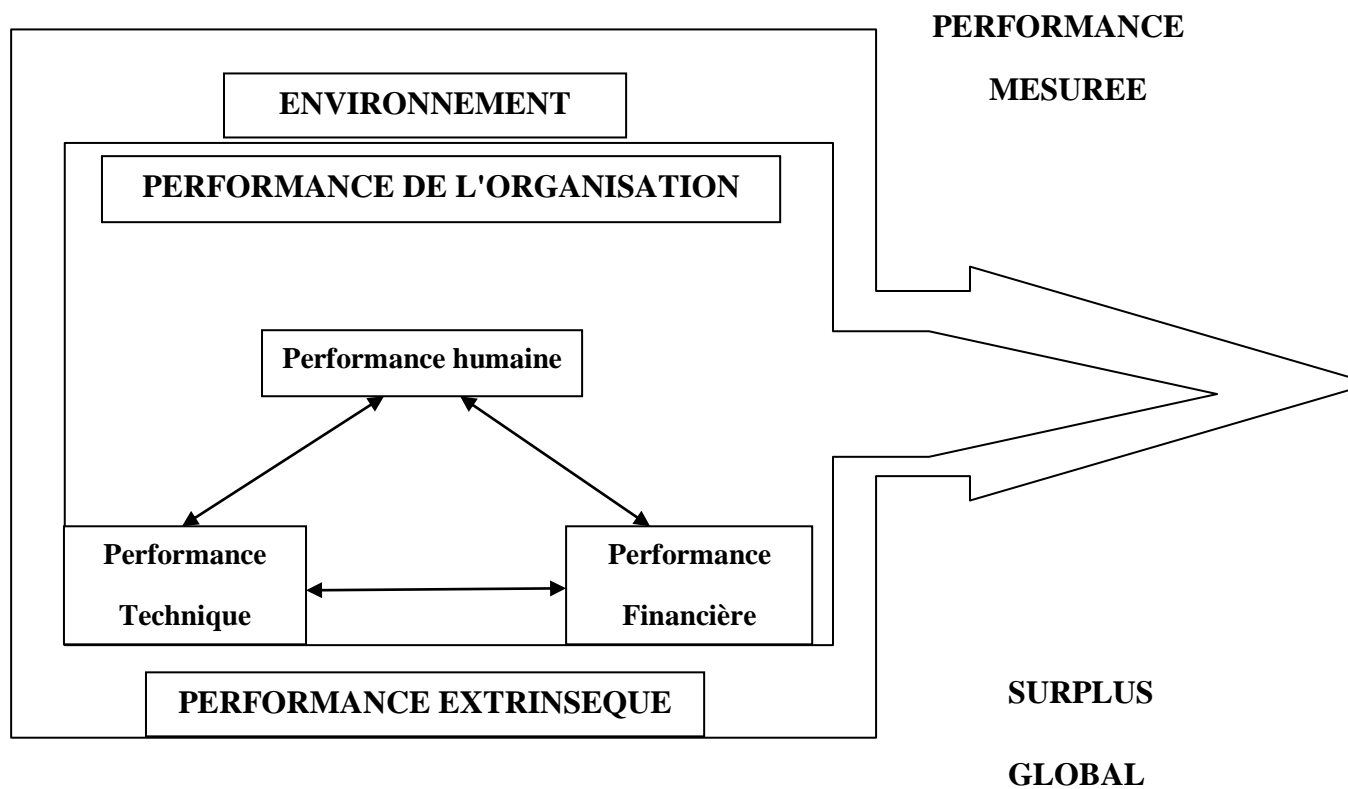 PERFORMANCE
MESUREE
ENVIRONNEMENT
PERFORMANCE DE L'ORGANISATION
Performance humaine
Performance
Technique
Performance
Financière
PERFORMANCE EXTRINSEQUE
SURPLUS
GLOBAL